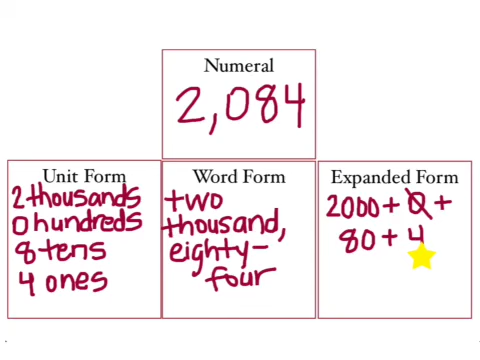 Numeral
2,084
Unit Form
2 thousands
0 hundreds
8 tens
4 ones
Word Form
two
thousand,
eighty-
four
Expanded Form
2000 + 0 +
80 + 4